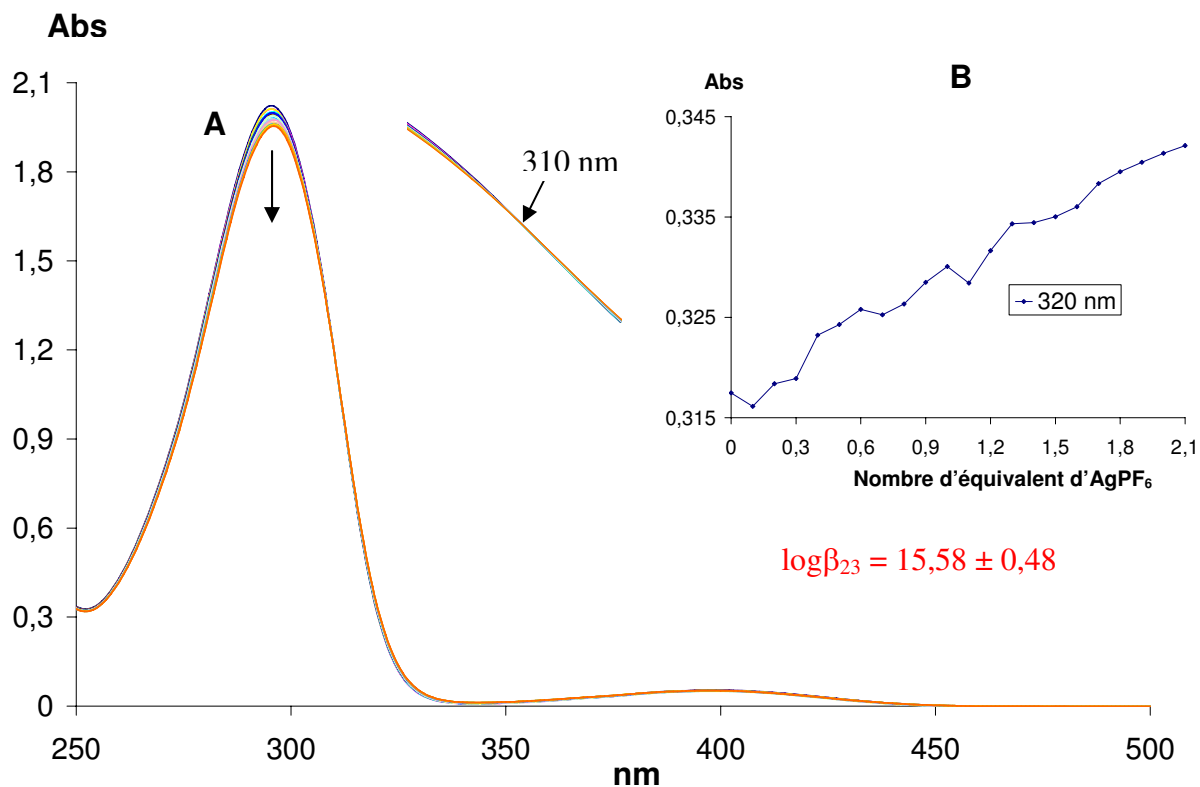 Abs
2,1
1,8
1,5
1,2
0,9
0,6
0,3
0
250
300
350
400
450
500
nm
A
310 nm
B
Abs
0,345
0,335
0,325
0,315
0
0,3
0,6
0,9
1,2
1,5
1,8
2,1
320 nm
Nombre d'équivalent d'AgPF₆
logβ₂₃ = 15,58 ± 0,48